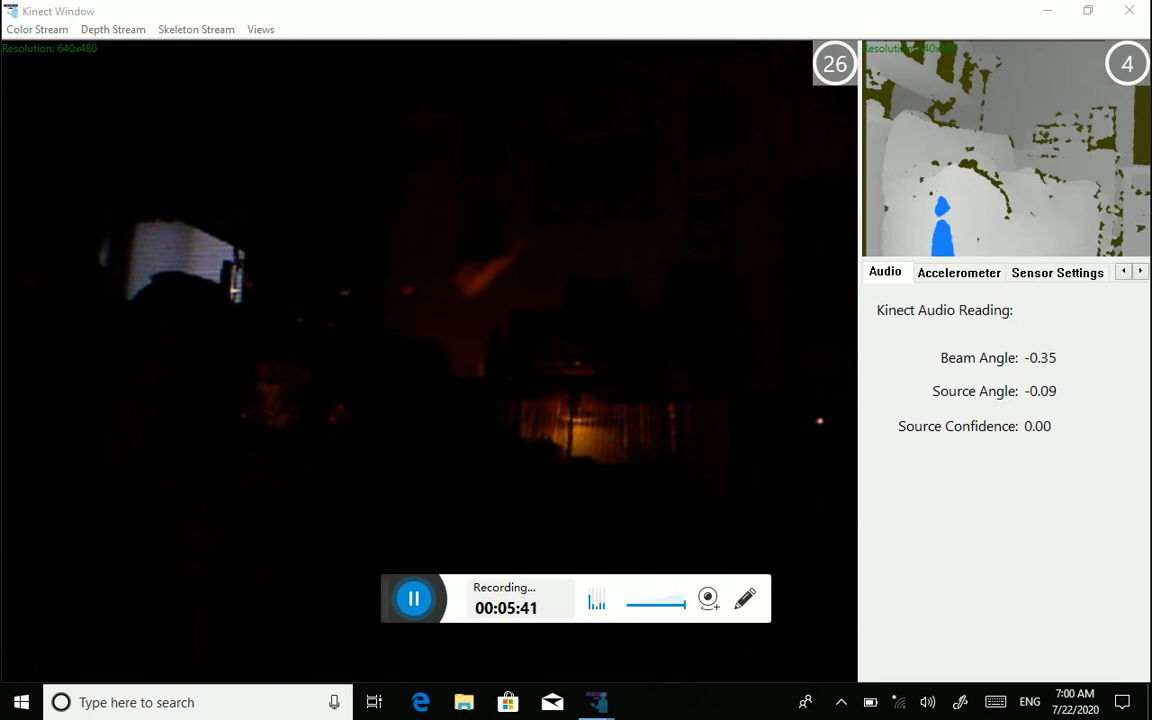 Kinect Window
Color Stream Depth Stream Skeleton Stream Views
Resolution: 640x480
26
4
Audio Accelerometer Sensor Settings
Kinect Audio Reading:
Beam Angle: -0.35
Source Angle: -0.09
Source Confidence: 0.00
Recording...
00:05:41
Type here to search
ENG
7:00 AM
7/22/2020